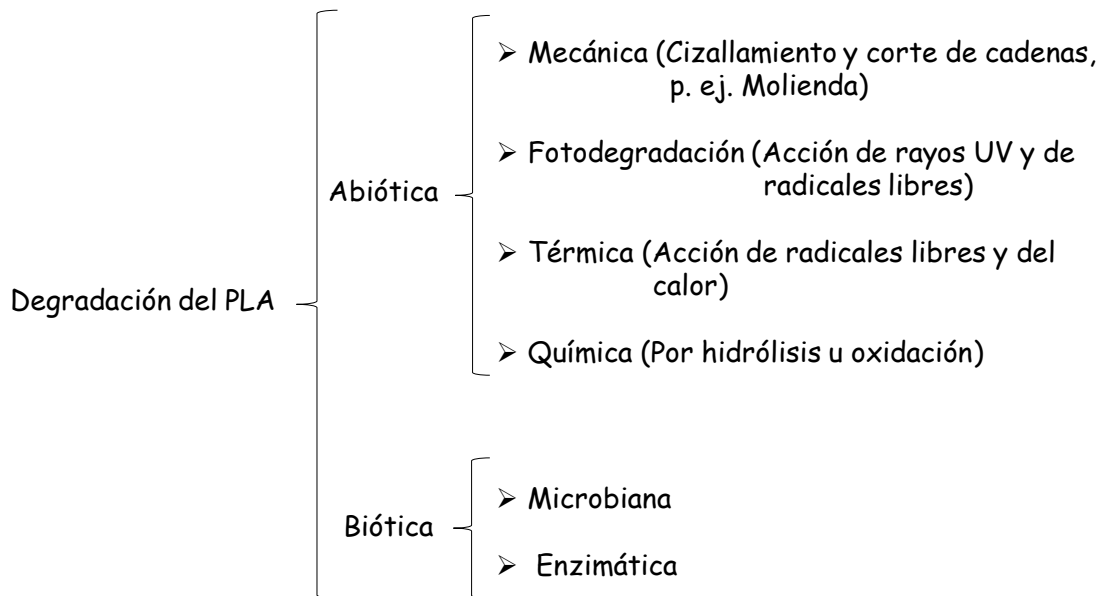 Degradación del PLA
Abiótica
➢ Mecánica (Cizallamiento y corte de cadenas,
p. ej. Molienda)
➢ Fotodegradación (Acción de rayos UV y de
radicales libres)
➢ Térmica (Acción de radicales libres y del
calor)
➢ Química (Por hidrólisis u oxidación)
Biótica
➢ Microbiana
➢ Enzimática